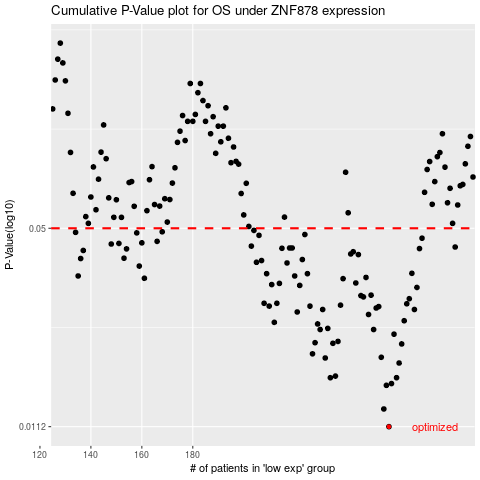 Cumulative P-Value plot for OS under ZNF878 expression
P-Value(log10)
0.05
0.0112
optimized
120 140 160 180
# of patients in 'low exp' group